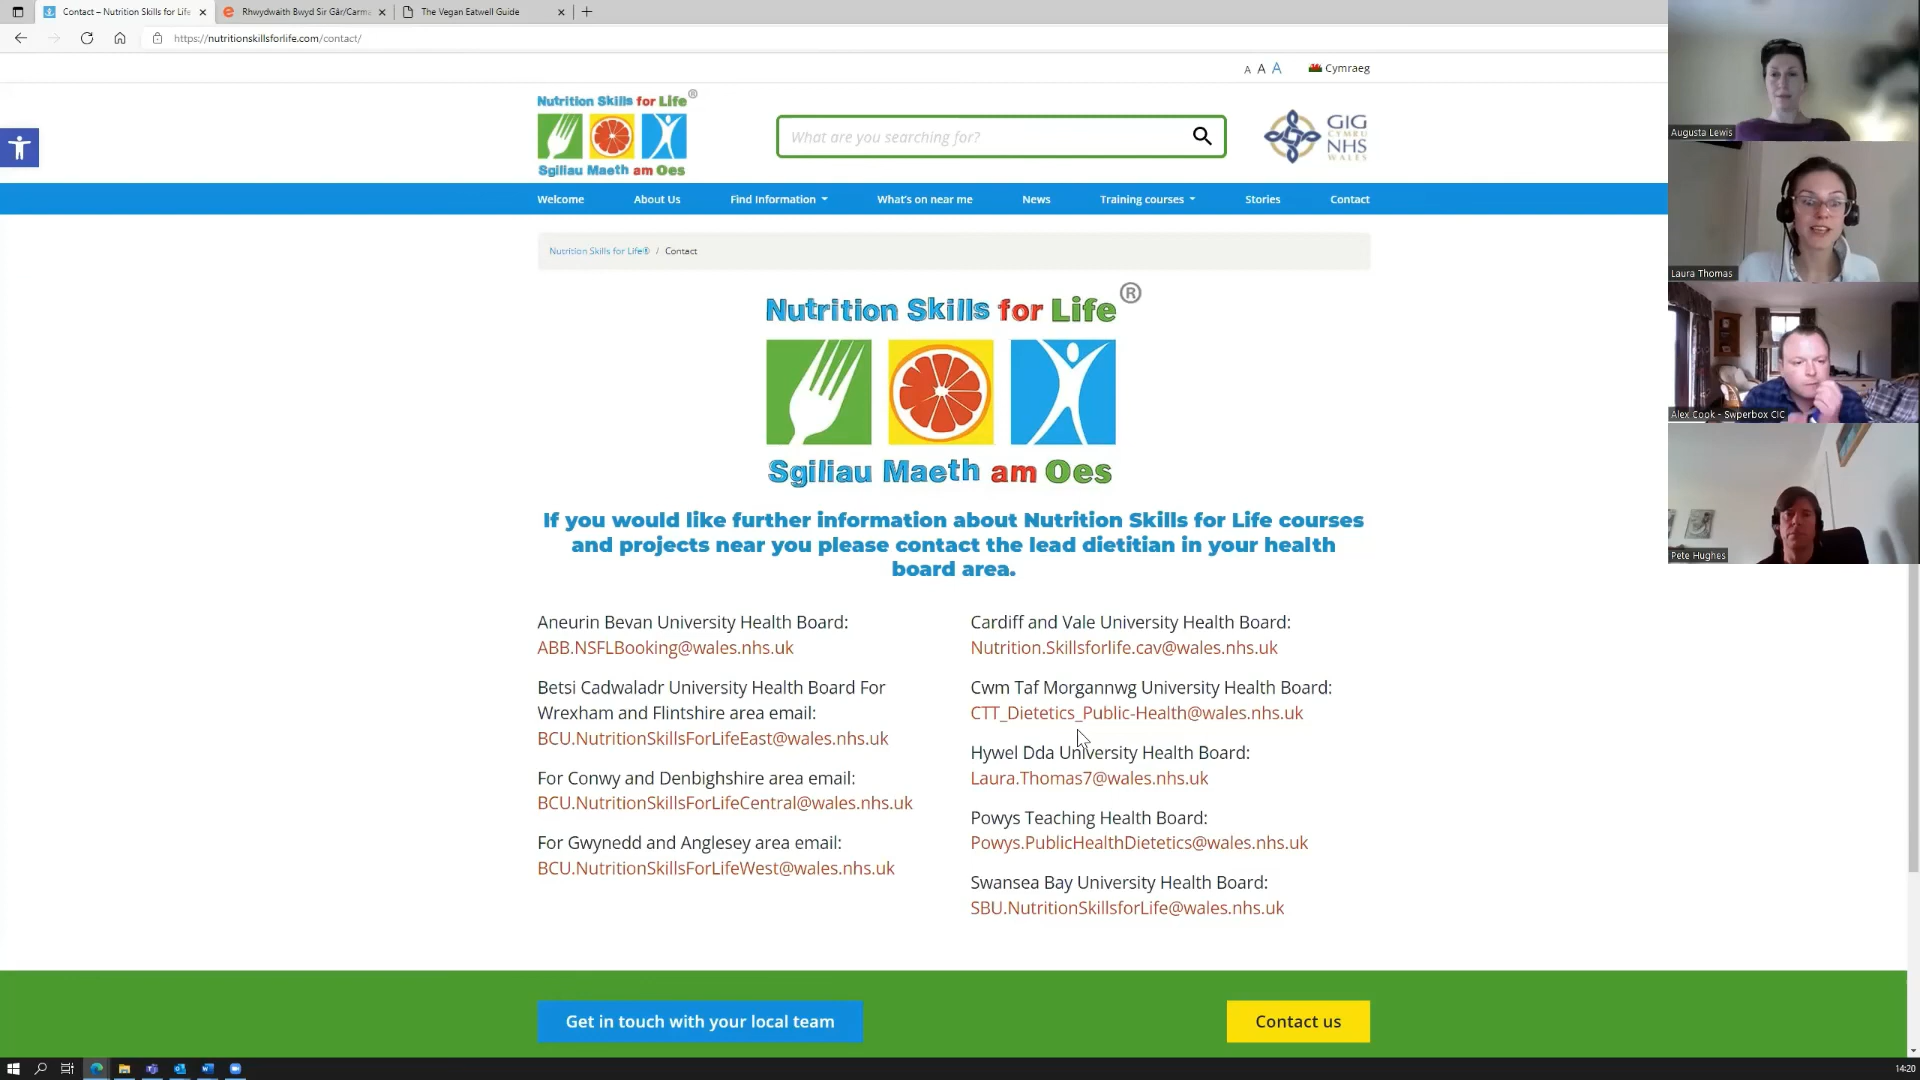 Contact – Nutrition Skills for Life
Rhwydwaith Bwyd Sir Gâr/Carma
The Vegan Eatwell Guide
https://nutritionskillsforlife.com/contact/
A A A
Cymraeg
Nutrition Skills for Life®
Sgiliau Maeth am Oes
What are you searching for?
GIG
CYMRU
NHS
WALES
Welcome
About Us
Find Information
What's on near me
News
Training courses
Stories
Contact
Nutrition Skills for Life® / Contact
Nutrition Skills for Life®
Sgiliau Maeth am Oes
If you would like further information about Nutrition Skills for Life courses
and projects near you please contact the lead dietitian in your health
board area.
Aneurin Bevan University Health Board:
ABB.NSFLBooking@wales.nhs.uk
Betsi Cadwaladr University Health Board For
Wrexham and Flintshire area email:
BCU.NutritionSkillsForLifeEast@wales.nhs.uk
For Conwy and Denbighshire area email:
BCU.NutritionSkillsForLifeCentral@wales.nhs.uk
For Gwynedd and Anglesey area email:
BCU.NutritionSkillsForLifeWest@wales.nhs.uk
Cardiff and Vale University Health Board:
Nutrition.Skillsforlife.cav@wales.nhs.uk
Cwm Taf Morgannwg University Health Board:
CTT_Dietetics_Public-Health@wales.nhs.uk
Hywel Dda University Health Board:
Laura.Thomas7@wales.nhs.uk
Powys Teaching Health Board:
Powys.PublicHealthDietetics@wales.nhs.uk
Swansea Bay University Health Board:
SBU.NutritionSkillsforLife@wales.nhs.uk
Get in touch with your local team
Contact us
Augusta Lewis
Laura Thomas
Alex Cook - Swperbox CIC
Pete Hughes
14:20